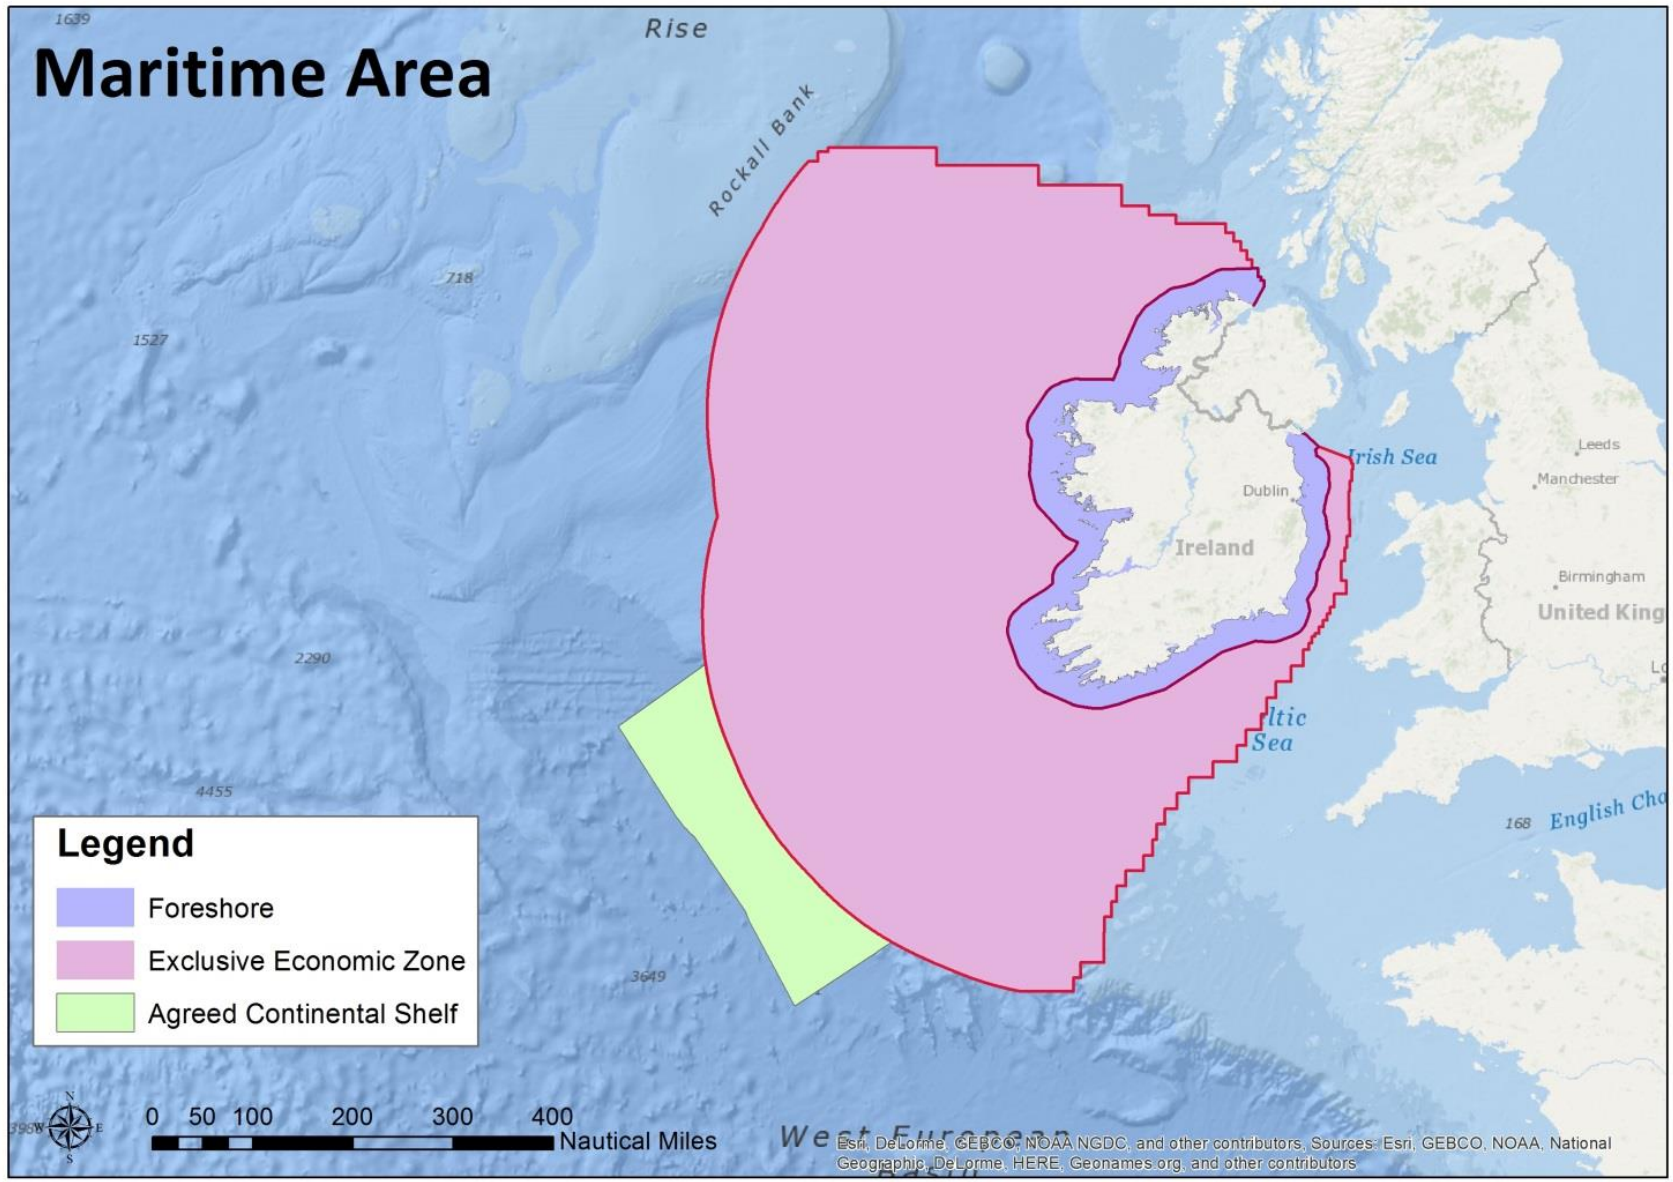 1639
Rise
Maritime Area
Rockall Bank
718
1527
Irish Sea
Leeds
Manchester
Dublin
Ireland
Birmingham
United King
2290
ltic
Sea
4455
English Cha
168
Legend
Foreshore
Exclusive Economic Zone
Agreed Continental Shelf
3649
N
W
E
S
0 50 100 200 300 400
Nautical Miles
West European
Basin
Esri, DeLorme, GEBCO, NOAA NGDC, and other contributors, Sources: Esri, GEBCO, NOAA, National
Geographic, DeLorme, HERE, Geonames.org, and other contributors